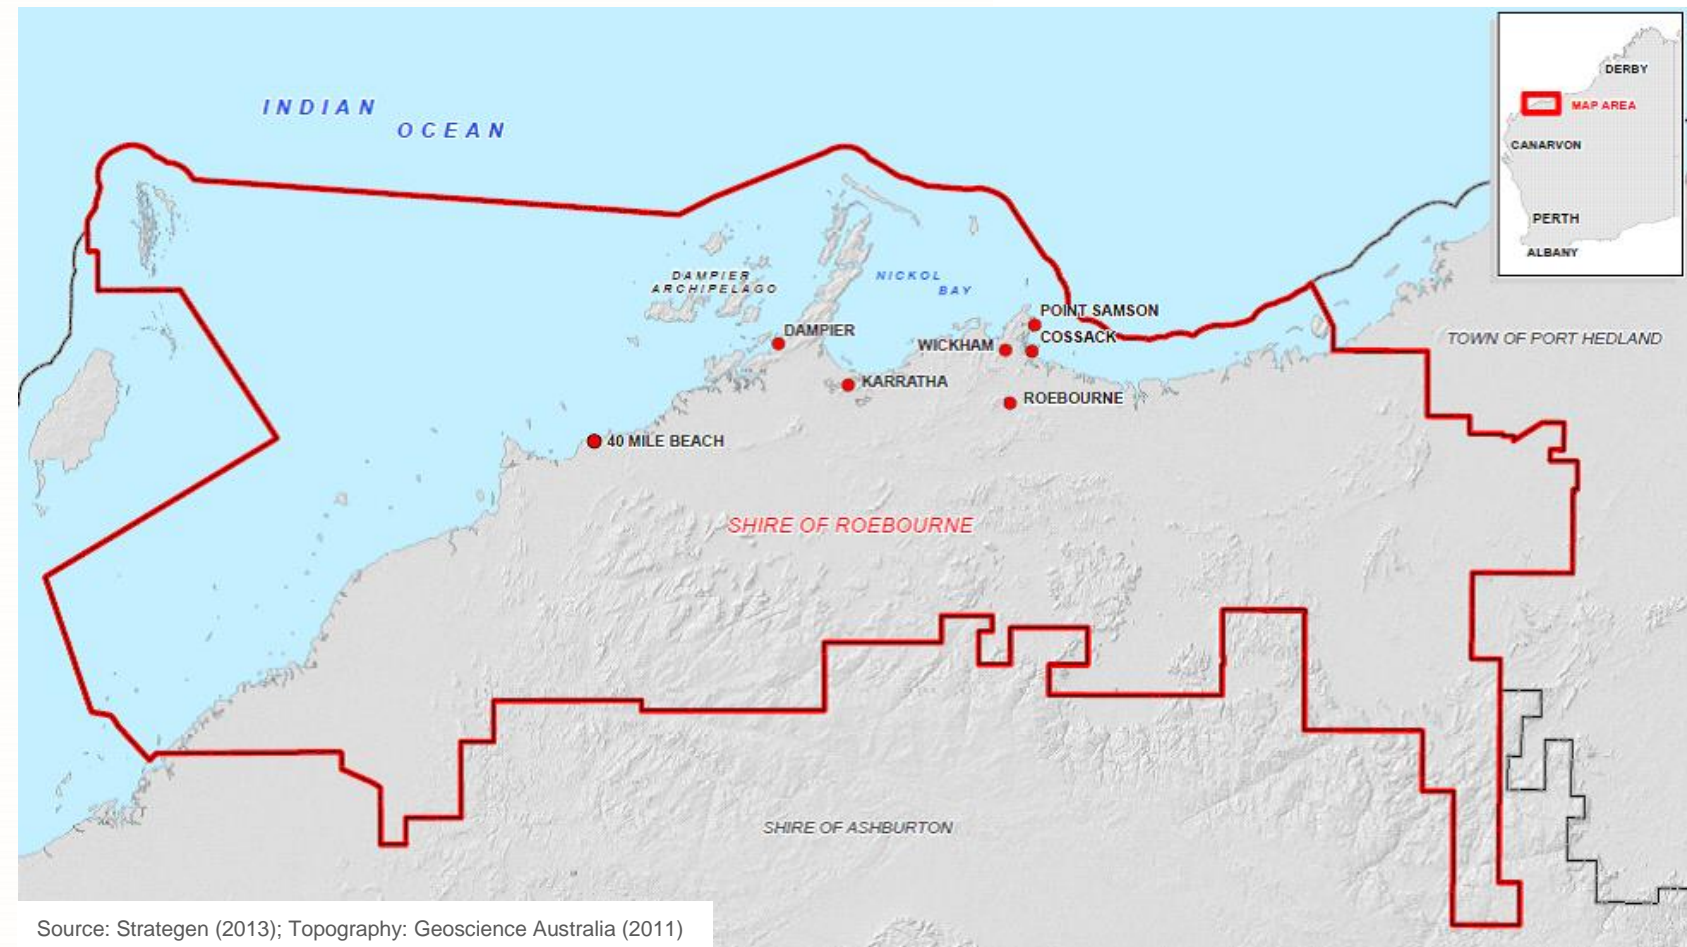 INDIAN
OCEAN
DERBY
MAP AREA
CANARVON
PERTH
ALBANY
DAMPIER
ARCHIPELAGO
NICKOL
BAY
POINT SAMSON
DAMPIER
COSSACK
WICKHAM
TOWN OF PORT HEDLAND
KARRATHA
ROEBOURNE
40 MILE BEACH
SHIRE OF ROEBOURNE
SHIRE OF ASHBURTON
Source: Strategen (2013); Topography: Geoscience Australia (2011)